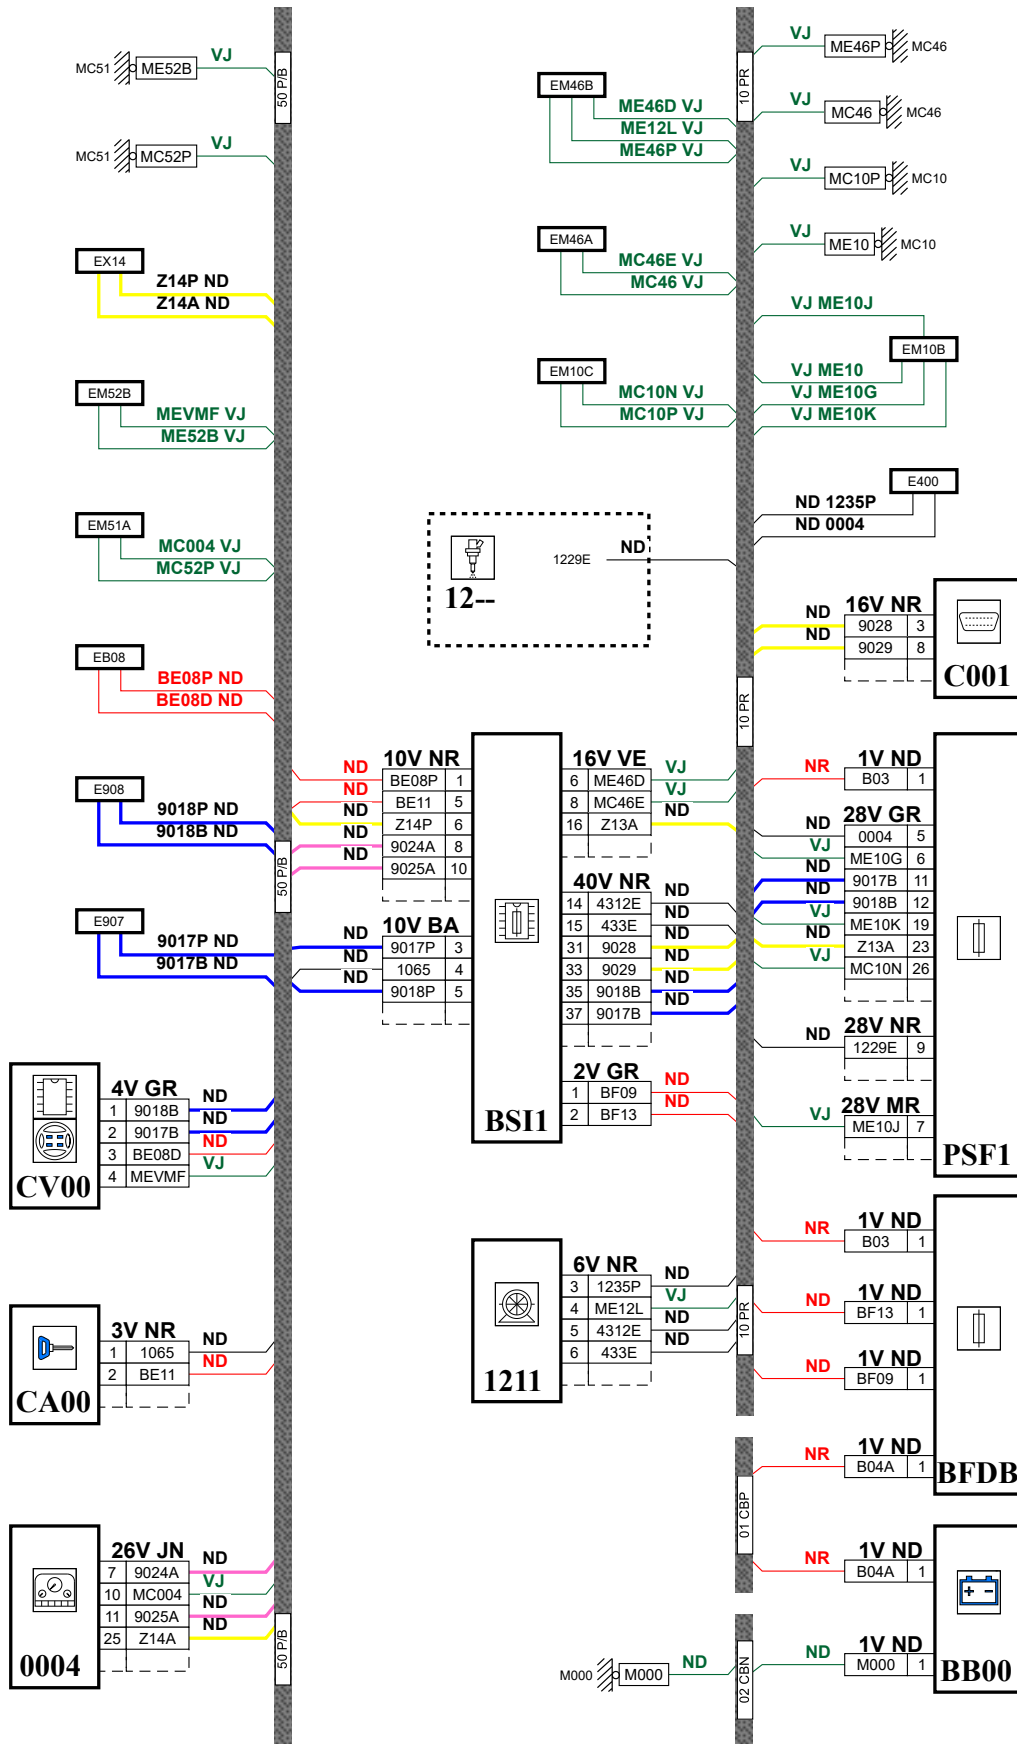 VJ
MC51 ME52B
50 P/B
VJ
MC51 MC52P
EX14
Z14P ND
Z14A ND
EM52B
MEVMF VJ
ME52B VJ
EM51A
MC004 VJ
MC52P VJ
EB08
BE08P ND
BE08D ND
E908
9018P ND
9018B ND
50 P/B
E907
9017P ND
9017B ND
4V GR
1 9018B ND
2 9017B ND
3 BE08D ND
4 MEVMF VJ
CV00
3V NR
1 1065 ND
2 BE11 ND
CA00
26V JN
7 9024A ND
10 MC004 VJ
11 9025A ND
25 Z14A ND
0004
50 P/B
EM46B
ME46D VJ
ME12L VJ
ME46P VJ
EM46A
MC46E VJ
MC46 VJ
EM10C
MC10N VJ
MC10P VJ
1229E ND
12--
10V NR
ND BE08P 1
ND BE11 5
ND Z14P 6
ND 9024A 8
ND 9025A 10
10V BA
ND 9017P 3
ND 1065 4
ND 9018P 5
BSI1
16V VE
6 ME46D VJ
8 MC46E VJ
16 Z13A ND
40V NR
14 4312E ND
15 433E ND
31 9028 ND
33 9029 ND
35 9018B ND
37 9017B ND
2V GR
1 BF09 ND
2 BF13 ND
6V NR
3 1235P ND
4 ME12L VJ
5 4312E ND
6 433E ND
1211
10 PR
VJ ME46P MC46
VJ MC46 MC46
VJ MC10P MC10
VJ ME10 MC10
VJ ME10J
EM10B
VJ ME10
VJ ME10G
VJ ME10K
E400
ND 1235P
ND 0004
16V NR
ND 9028 3
ND 9029 8
C001
10 PR
1V ND
NR B03 1
28V GR
ND 0004 5
VJ ME10G 6
ND 9017B 11
ND 9018B 12
VJ ME10K 19
ND Z13A 23
VJ MC10N 26
28V NR
ND 1229E 9
28V MR
VJ ME10J 7
PSF1
1V ND
NR B03 1
10 PR
1V ND
ND BF13 1
1V ND
ND BF09 1
1V ND
NR B04A 1
BFDB
01 CBP
1V ND
NR B04A 1
1V ND
ND M000 1
BB00
02 CBN
M000 M000 ND